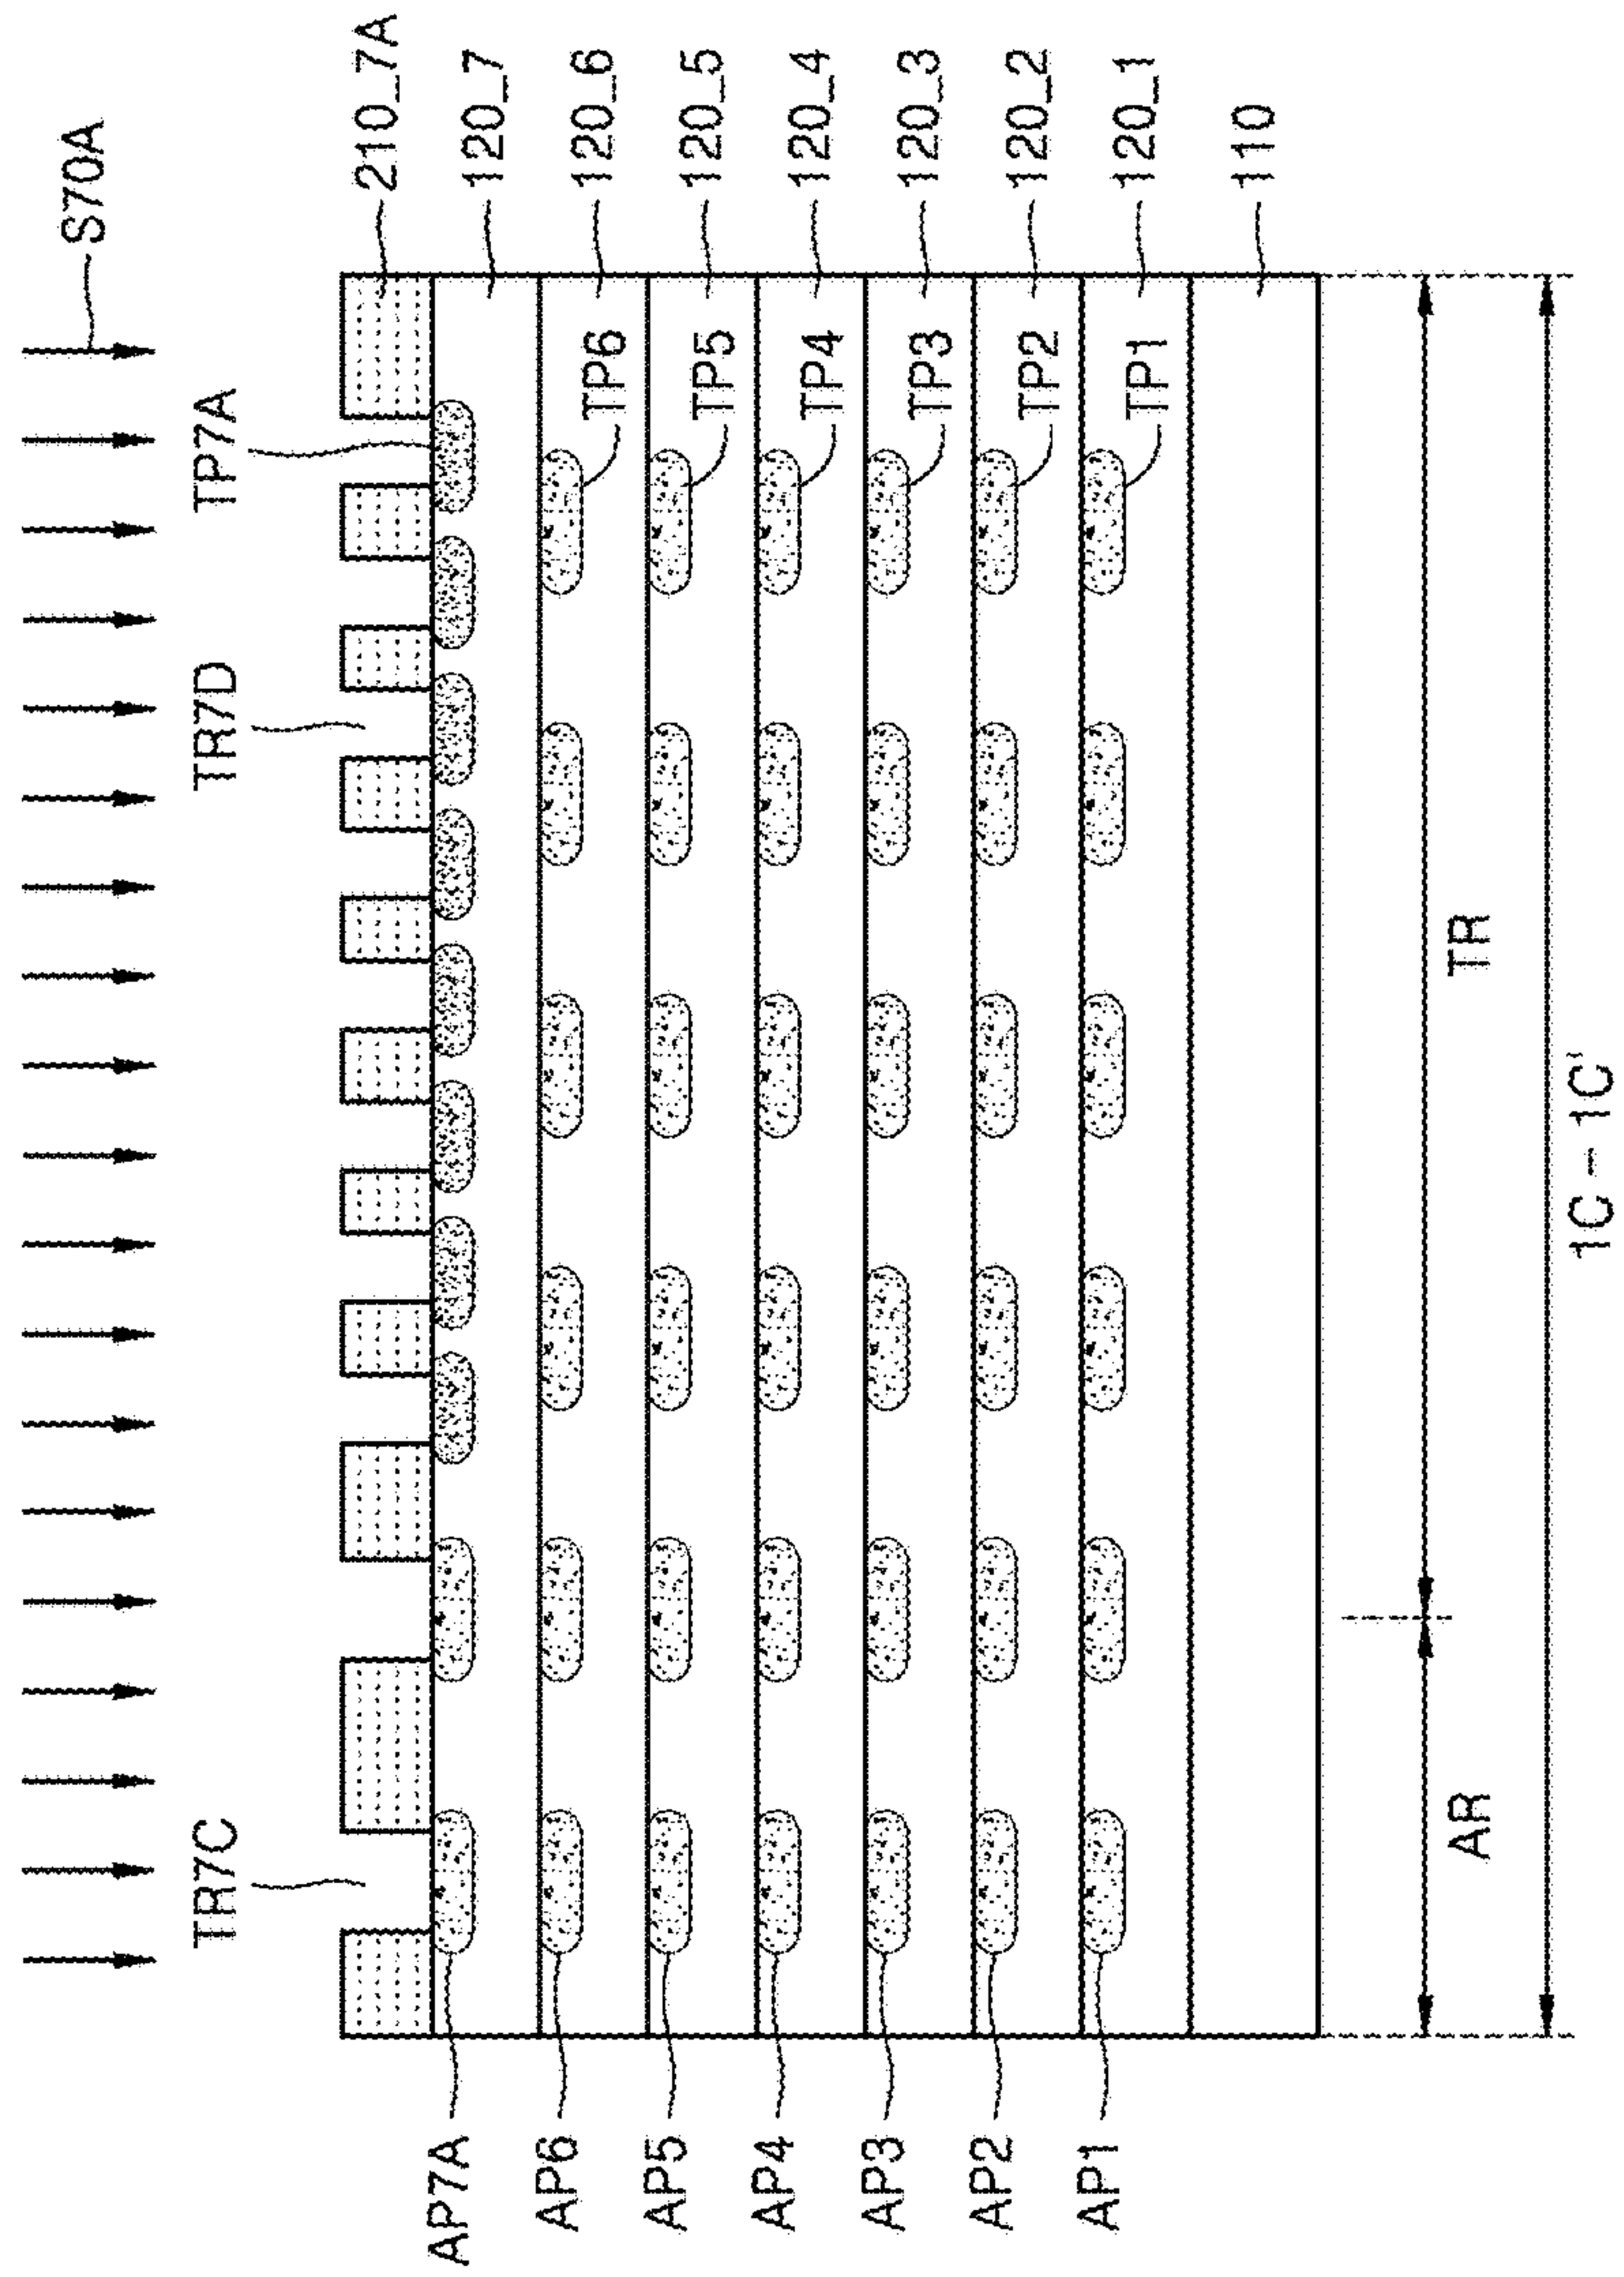 S70A
TR7C
TR7D
TP7A
210_7A
120_7
120_6
120_5
120_4
120_3
120_2
120_1
110
AP7A
AP6
AP5
AP4
AP3
AP2
AP1
TP6
TP5
TP4
TP3
TP2
TP1
AR
TR
1C – 1C'